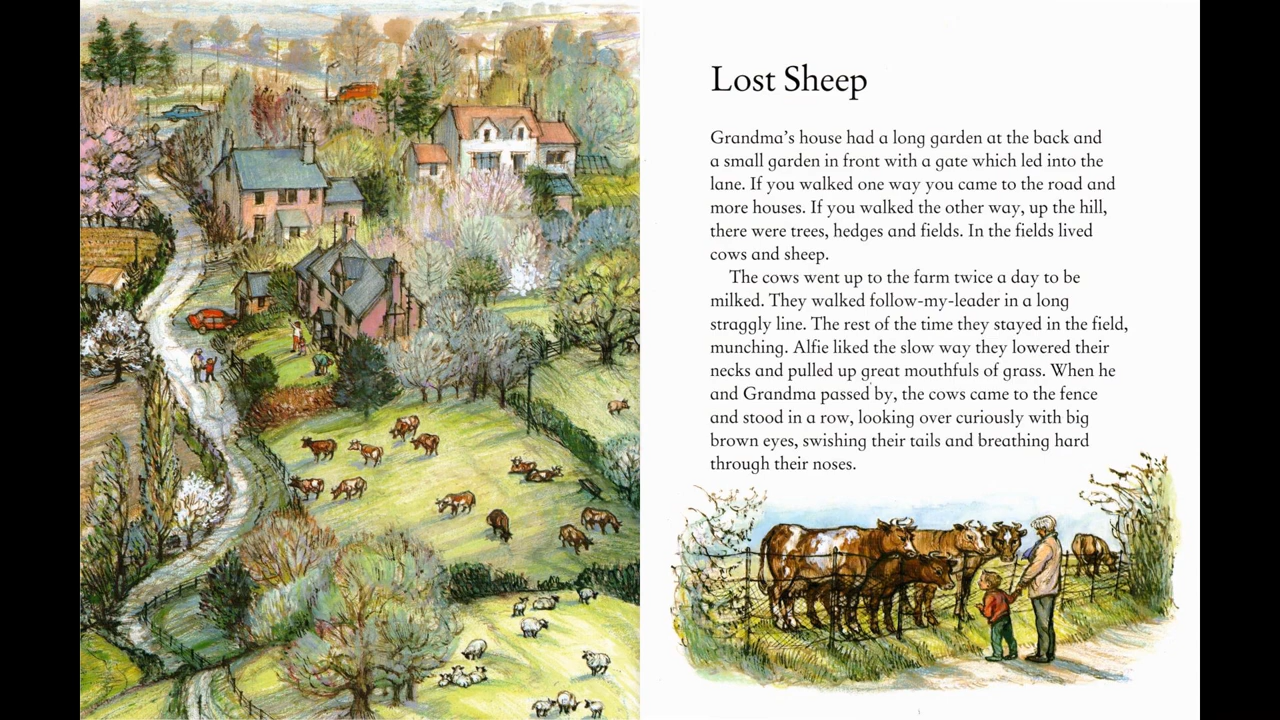 Lost Sheep
Grandma's house had a long garden at the back and
a small garden in front with a gate which led into the
lane. If you walked one way you came to the road and
more houses. If you walked the other way, up the hill,
there were trees, hedges and fields. In the fields lived
cows and sheep.
The cows went up to the farm twice a day to be
milked. They walked follow-my-leader in a long
straggly line. The rest of the time they stayed in the field,
munching. Alfie liked the slow way they lowered their
necks and pulled up great mouthfuls of grass. When he
and Grandma passed by, the cows came to the fence
and stood in a row, looking over curiously with big
brown eyes, swishing their tails and breathing hard
through their noses.